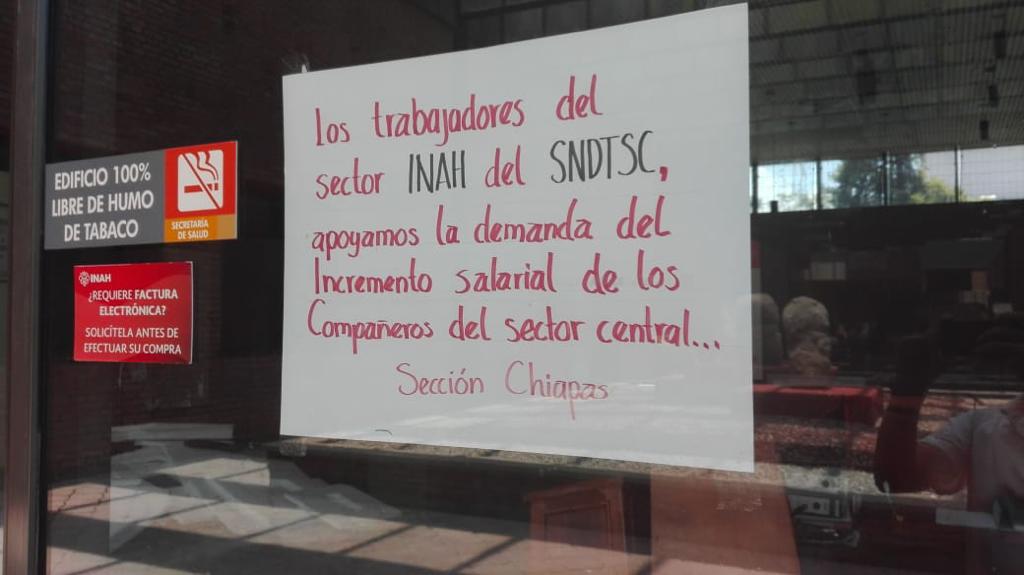 EDIFICIO 100%
LIBRE DE HUMO
DE TABACO
SECRETARÍA
DE SALUD
INAH
¿REQUIERE FACTURA
ELECTRÓNICA?
SOLICÍTELA ANTES DE
EFECTUAR SU COMPRA
Los trabajadores del
sector INAH del SNDTSC,
apoyamos la demanda del
Incremento salarial de los
Compañeros del sector central...
Sección Chiapas